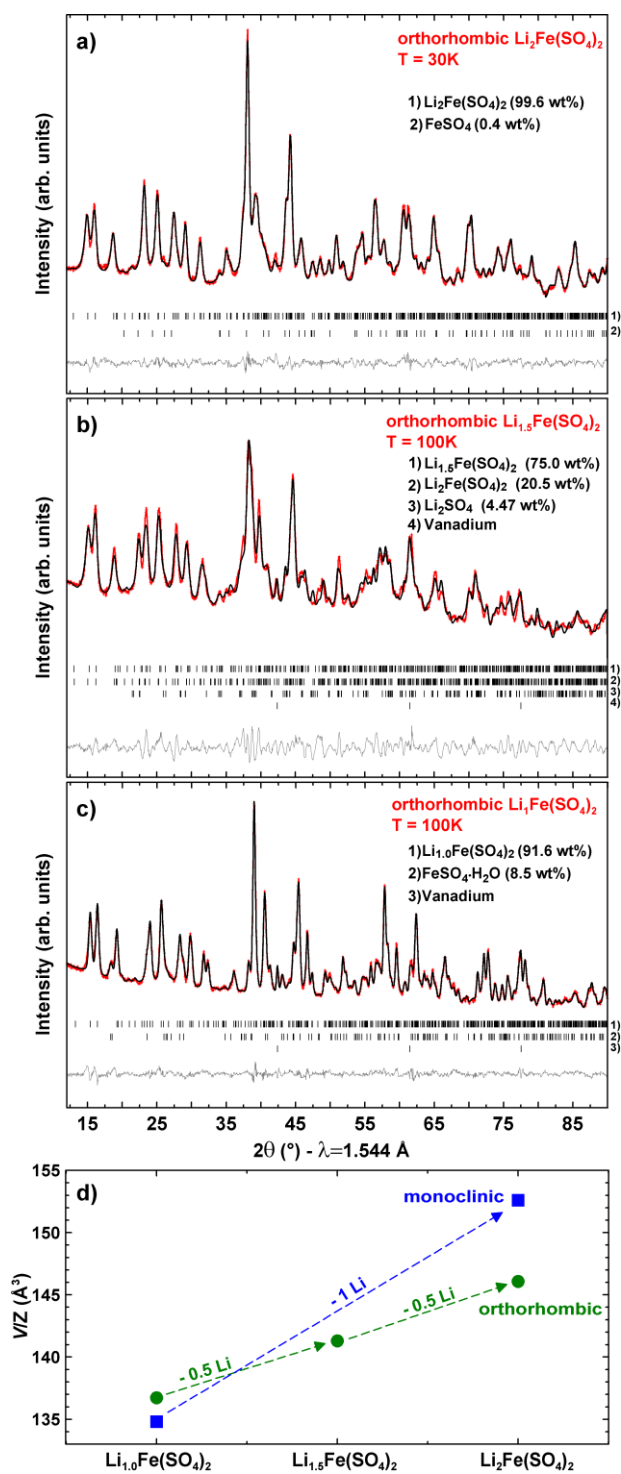 a)
orthorhombic Li₂Fe(SO₄)₂
T = 30K
1) Li₂Fe(SO₄)₂ (99.6 wt%)
2) FeSO₄ (0.4 wt%)
Intensity (arb. units)
1)
2)
b)
orthorhombic Li₁.₅Fe(SO₄)₂
T = 100K
1) Li₁.₅Fe(SO₄)₂ (75.0 wt%)
2) Li₂Fe(SO₄)₂ (20.5 wt%)
3) Li₂SO₄ (4.47 wt%)
4) Vanadium
Intensity (arb. units)
1)
2)
3)
4)
c)
orthorhombic Li₁Fe(SO₄)₂
T = 100K
1) Li₁.₀Fe(SO₄)₂ (91.6 wt%)
2) FeSO₄·H₂O (8.5 wt%)
3) Vanadium
Intensity (arb. units)
1)
2)
3)
15 25 35 45 55 65 75 85
2θ (°) - λ=1.544 Å
d)
155
150
145
140
135
V/Z (Å³)
monoclinic
- 1 Li
- 0.5 Li
orthorhombic
- 0.5 Li
Li₁.₀Fe(SO₄)₂ Li₁.₅Fe(SO₄)₂ Li₂Fe(SO₄)₂